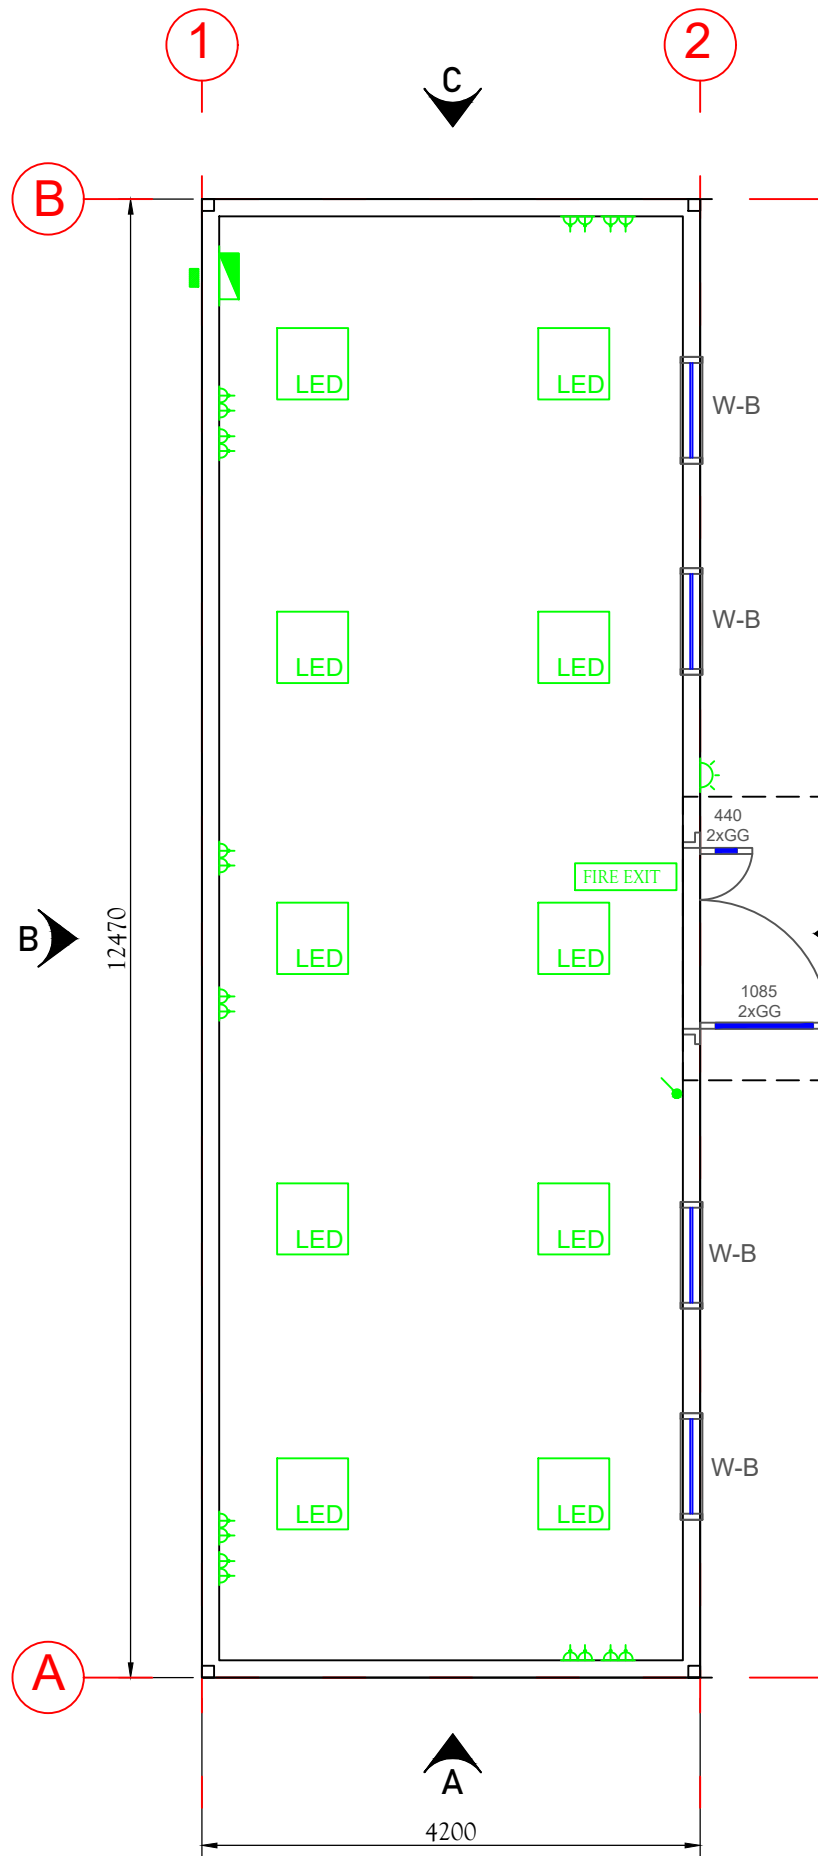 1
2
C
B
LED
LED
W-B
LED
LED
W-B
440
2xGG
FIRE EXIT
B
12470
LED
LED
1085
2xGG
LED
LED
W-B
LED
LED
W-B
A
A
4200